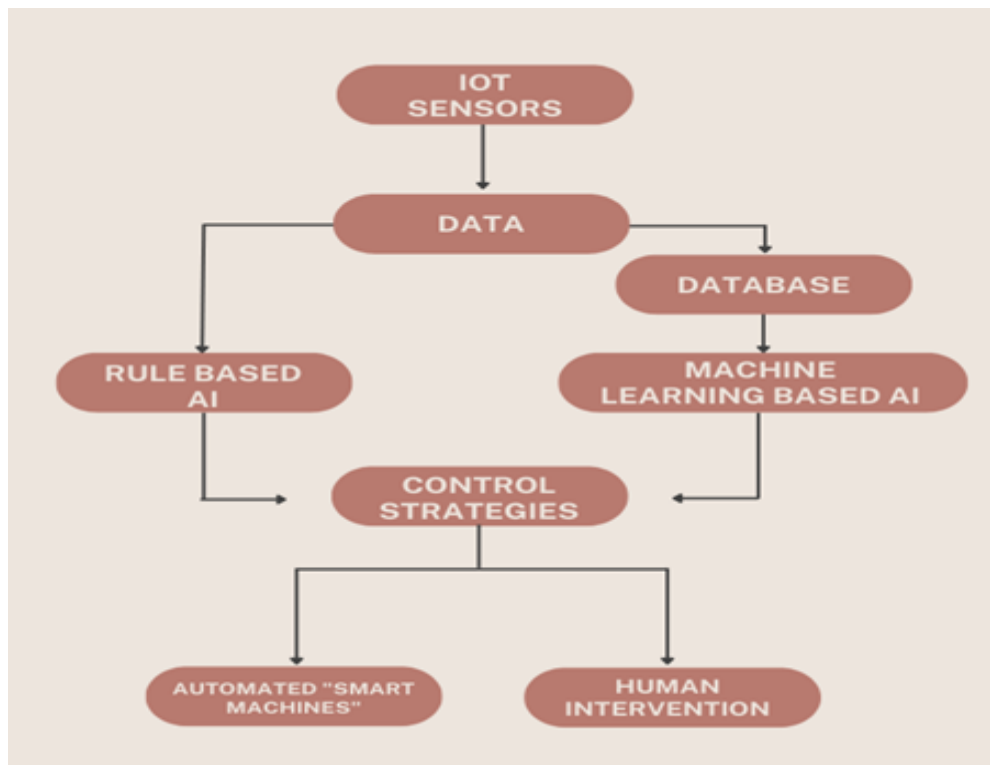 IOT
SENSORS
DATA
DATABASE
RULE BASED
AI
MACHINE
LEARNING BASED AI
CONTROL
STRATEGIES
AUTOMATED "SMART
MACHINES"
HUMAN
INTERVENTION